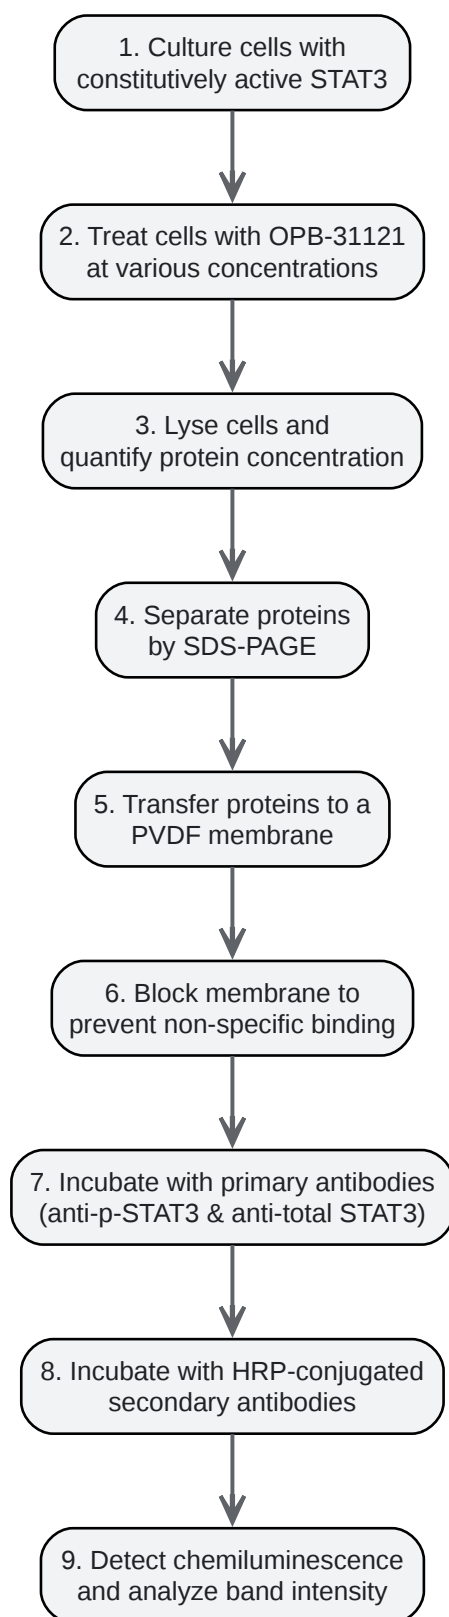 1. Culture cells with
constitutively active STAT3
2. Treat cells with OPB-31121
at various concentrations
3. Lyse cells and
quantify protein concentration
4. Separate proteins
by SDS-PAGE
5. Transfer proteins to a
PVDF membrane
6. Block membrane to
prevent non-specific binding
7. Incubate with primary antibodies
(anti-p-STAT3 & anti-total STAT3)
8. Incubate with HRP-conjugated
secondary antibodies
9. Detect chemiluminescence
and analyze band intensity